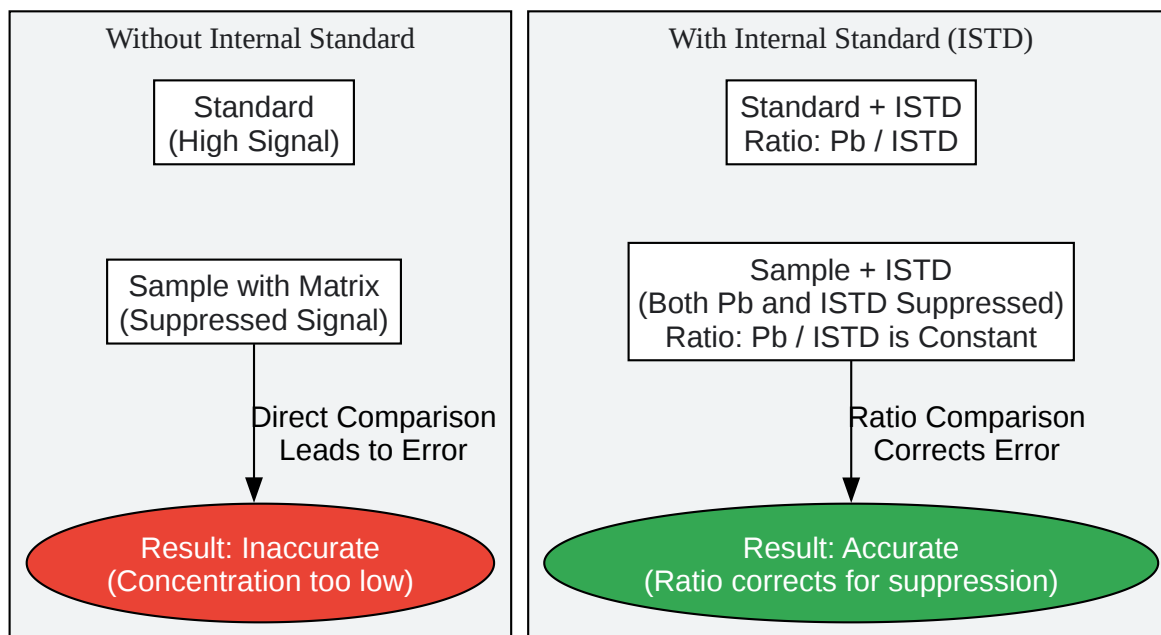 Without Internal Standard
Standard
(High Signal)
Sample with Matrix
(Suppressed Signal)
Direct Comparison
Leads to Error
Result: Inaccurate
(Concentration too low)
With Internal Standard (ISTD)
Standard + ISTD
Ratio: Pb / ISTD
Sample + ISTD
(Both Pb and ISTD Suppressed)
Ratio: Pb / ISTD is Constant
Ratio Comparison
Corrects Error
Result: Accurate
(Ratio corrects for suppression)